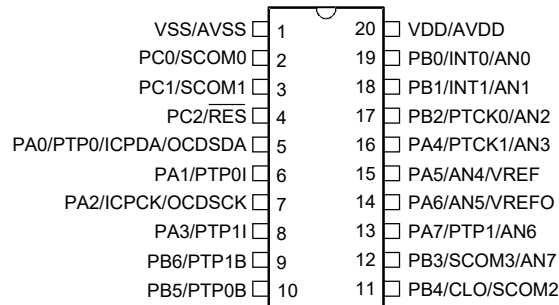 VSS/AVSS 1 20 VDD/AVDD
PC0/SCOM0 2 19 PB0/INT0/AN0
PC1/SCOM1 3 18 PB1/INT1/AN1
PC2/RES 4 17 PB2/PTCK0/AN2
PA0/PTP0/ICPDA/OCDSDA 5 16 PA4/PTCK1/AN3
PA1/PTP0I 6 15 PA5/AN4/VREF
PA2/ICPCK/OCDSCK 7 14 PA6/AN5/VREFO
PA3/PTP1I 8 13 PA7/PTP1/AN6
PB6/PTP1B 9 12 PB3/SCOM3/AN7
PB5/PTP0B 10 11 PB4/CLO/SCOM2